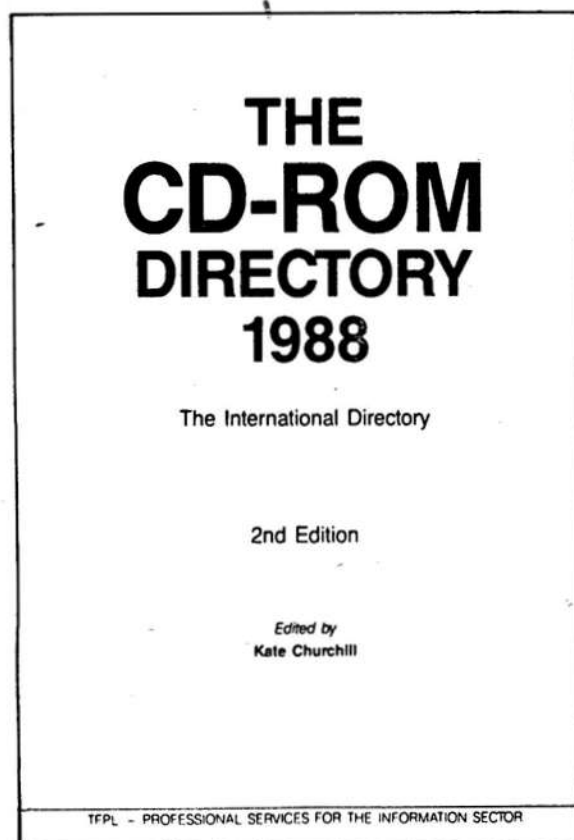 THE
CD-ROM
DIRECTORY
1988
The International Directory
2nd Edition
Edited by
Kate Churchill
TFPL - PROFESSIONAL SERVICES FOR THE INFORMATION SECTOR